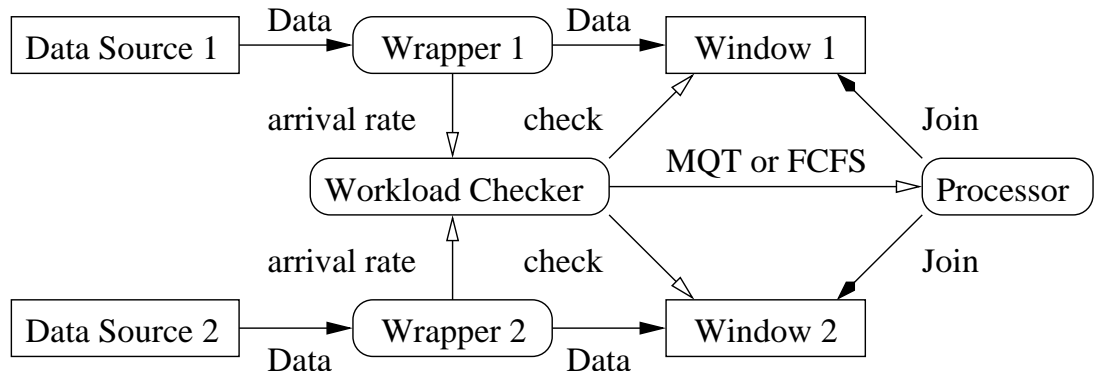 Data Data
Data Source 1 Wrapper 1 Window 1
arrival rate check Join
MQT or FCFS
Workload Checker Processor
arrival rate check Join
Data Source 2 Wrapper 2 Window 2
Data Data